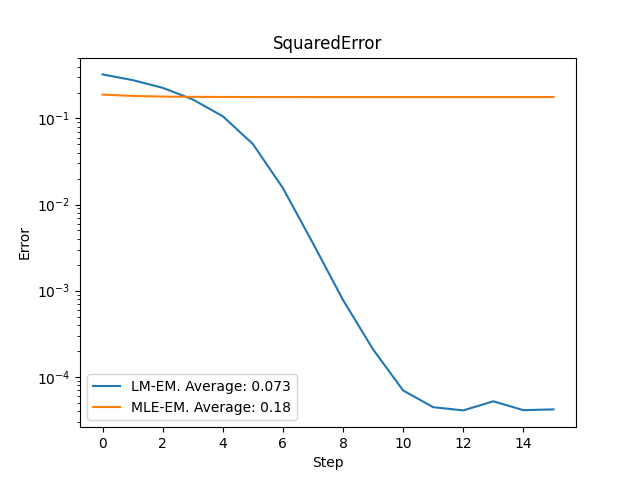 SquaredError
Error
10⁻¹
10⁻²
10⁻³
10⁻⁴
LM-EM. Average: 0.073
MLE-EM. Average: 0.18
0 2 4 6 8 10 12 14
Step